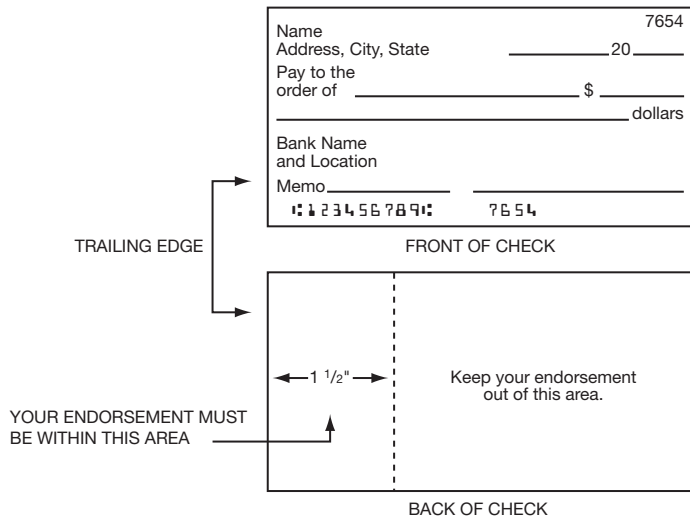 7654
Name
Address, City, State 20
Pay to the
order of $
dollars
Bank Name
and Location
Memo
⑆123456789⑆ 7654
TRAILING EDGE
FRONT OF CHECK
1 1/2"
Keep your endorsement
out of this area.
YOUR ENDORSEMENT MUST
BE WITHIN THIS AREA
BACK OF CHECK